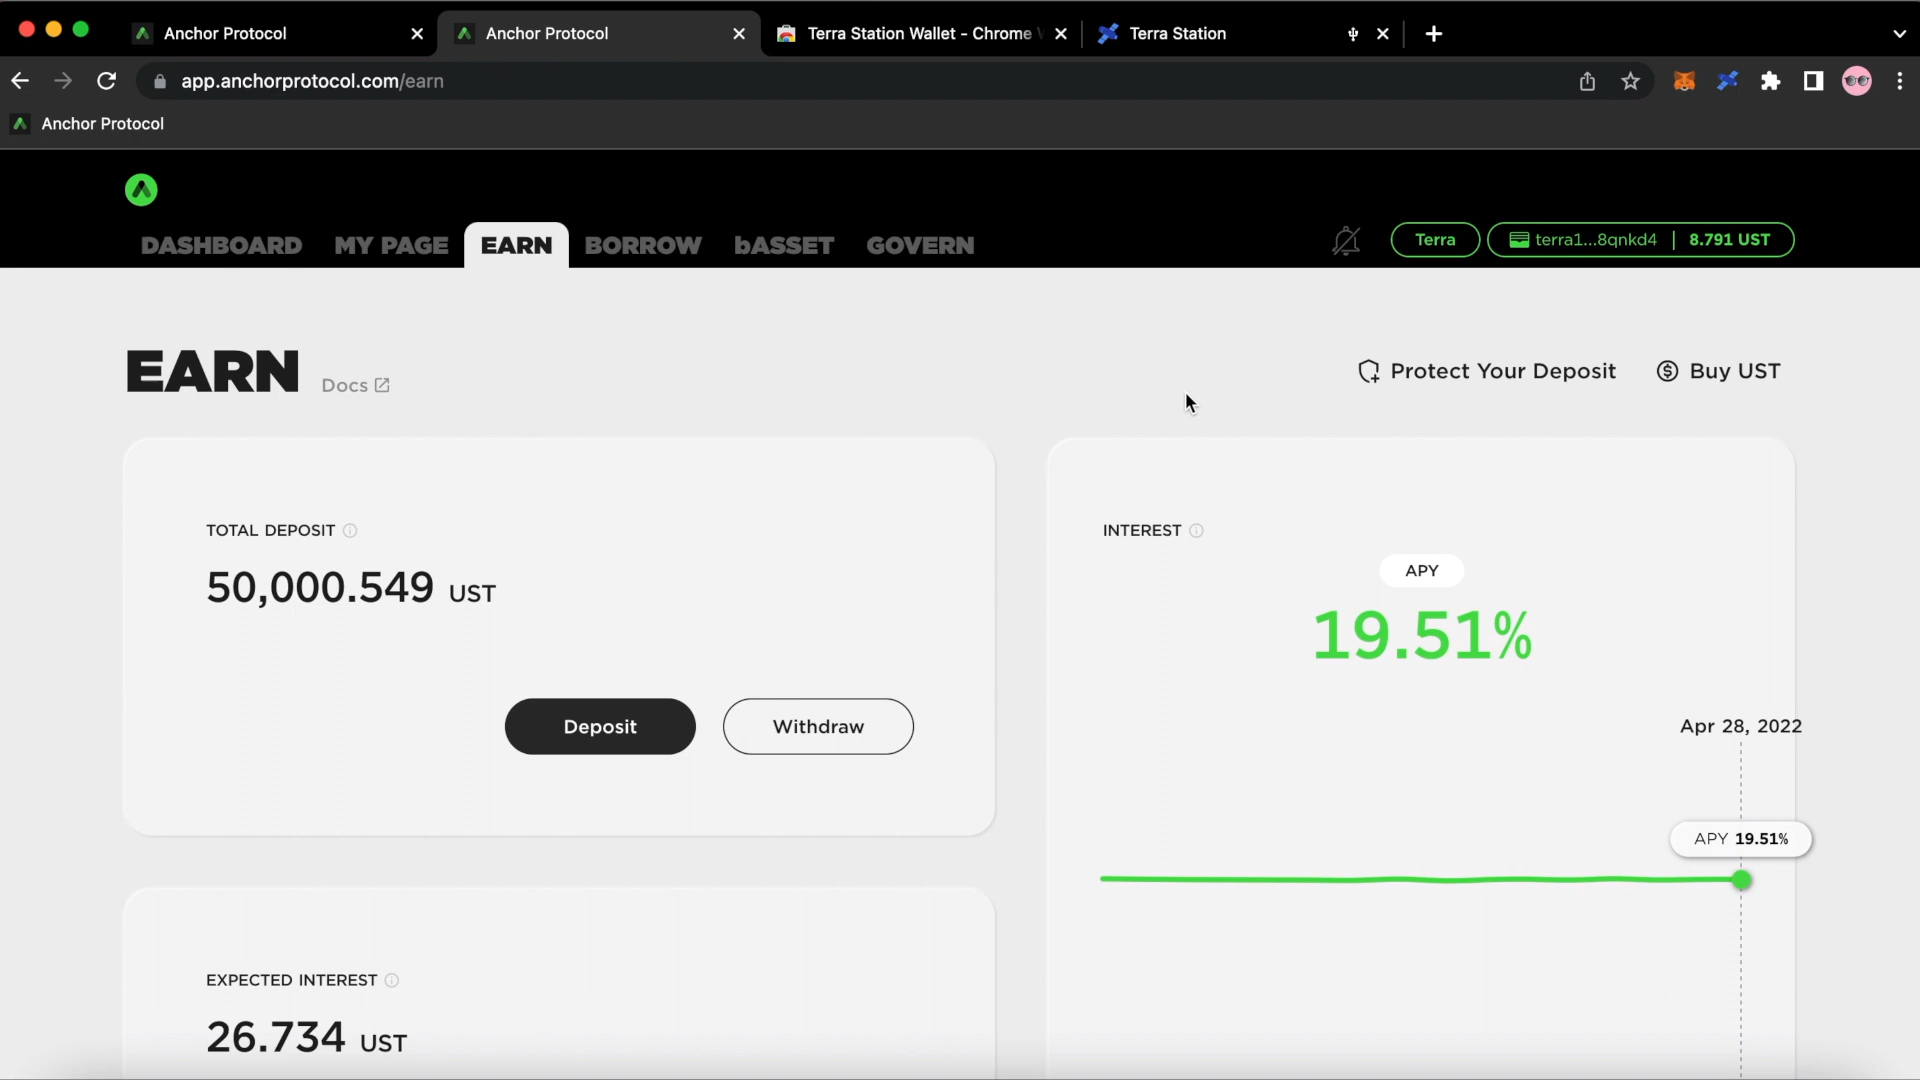 Anchor Protocol
Anchor Protocol
Terra Station Wallet - Chrome
Terra Station
app.anchorprotocol.com/earn
Anchor Protocol
DASHBOARD
MY PAGE
EARN
BORROW
bASSET
GOVERN
Terra
terra1...8qnkd4
8.791 UST
EARN
Docs
Protect Your Deposit
Buy UST
TOTAL DEPOSIT
50,000.549 UST
Deposit
Withdraw
INTEREST
APY
19.51%
Apr 28, 2022
APY 19.51%
EXPECTED INTEREST
26.734 UST